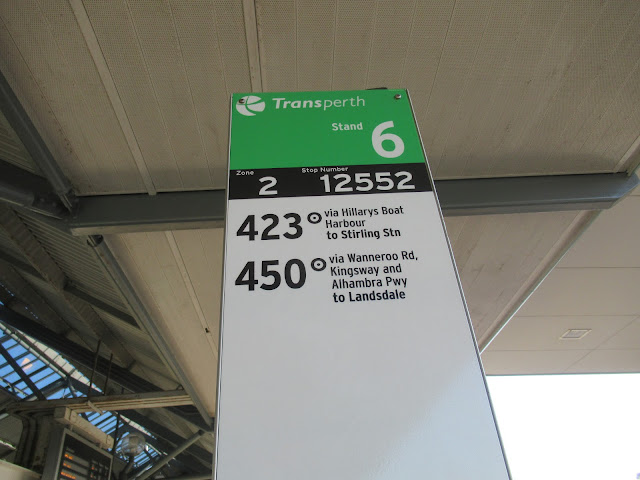 Transperth
Stand 6
Zone Stop Number
2 12552
423 via Hillarys Boat
Harbour
to Stirling Stn
450 via Wanneroo Rd,
Kingsway and
Alhambra Pwy
to Landsdale